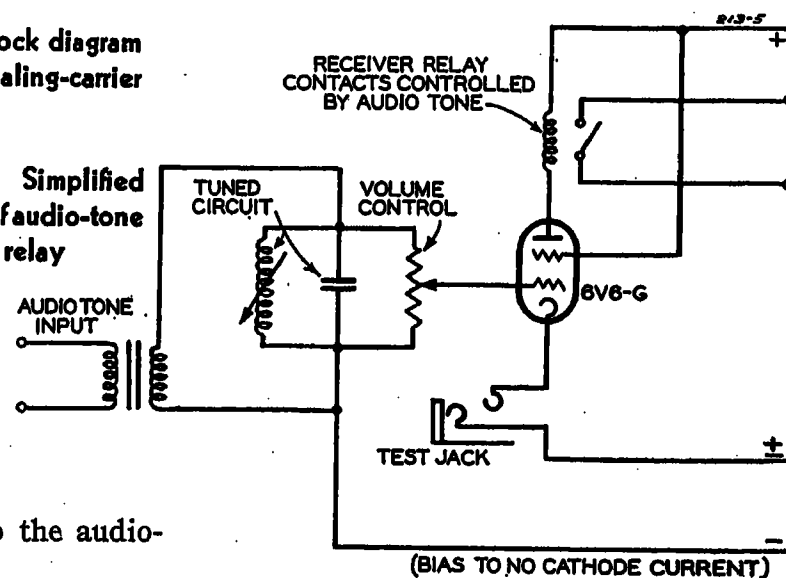 213-5
ock diagram
aling-carrier
RECEIVER RELAY
CONTACTS CONTROLLED
BY AUDIO TONE
+
Simplified
faudio-tone
relay
TUNED
CIRCUIT
VOLUME
CONTROL
6V6-G
AUDIO TONE
INPUT
TEST JACK
±
−
o the audio-
(BIAS TO NO CATHODE CURRENT)